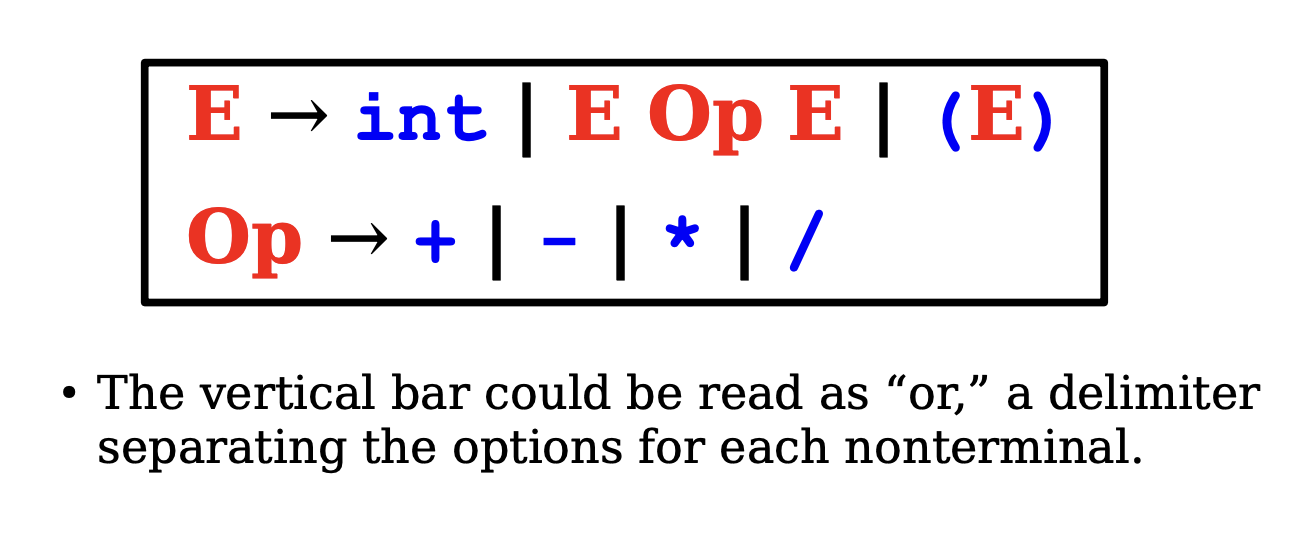 E → int | E Op E | (E)
Op → + | - | * | /
• The vertical bar could be read as “or,” a delimiter
separating the options for each nonterminal.